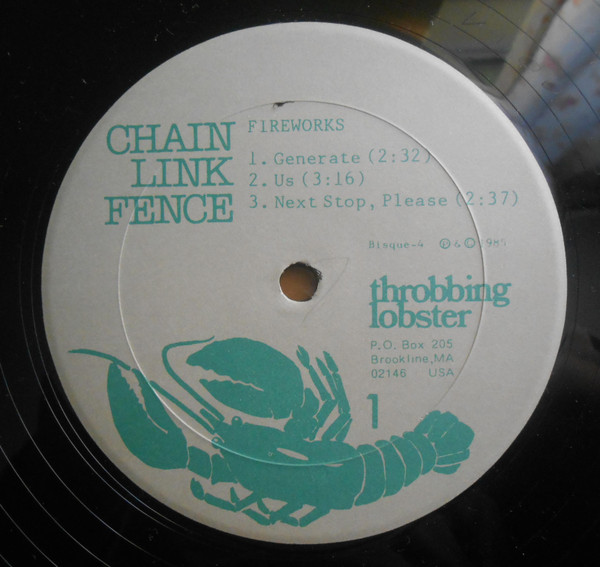 CHAIN
LINK
FENCE
FIREWORKS
1. Generate (2:32)
2. Us (3:16)
3. Next Stop, Please (2:37)
Bisque-4 ℗ & © 1985
throbbing
lobster
P.O. Box 205
Brookline, MA
02146 USA
1